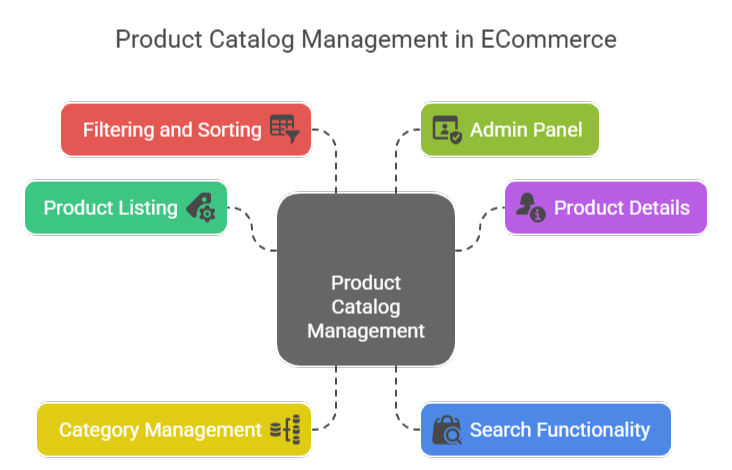 Product Catalog Management in ECommerce
Filtering and Sorting
Admin Panel
Product Listing
Product Details
Product
Catalog
Management
Category Management
Search Functionality